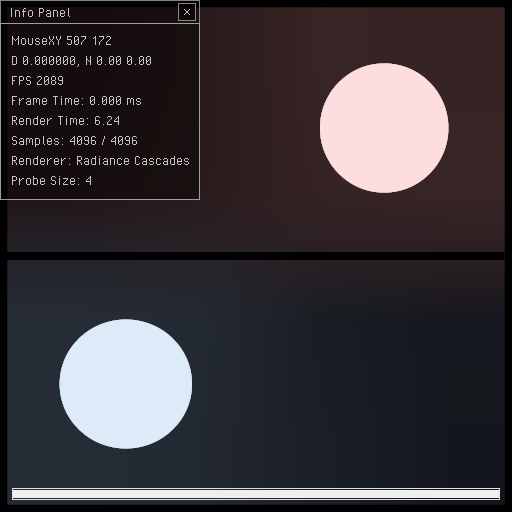 Info Panel
MouseXY 507 172
D 0.000000, N 0.00 0.00
FPS 2089
Frame Time: 0.000 ms
Render Time: 6.24
Samples: 4096 / 4096
Renderer: Radiance Cascades
Probe Size: 4